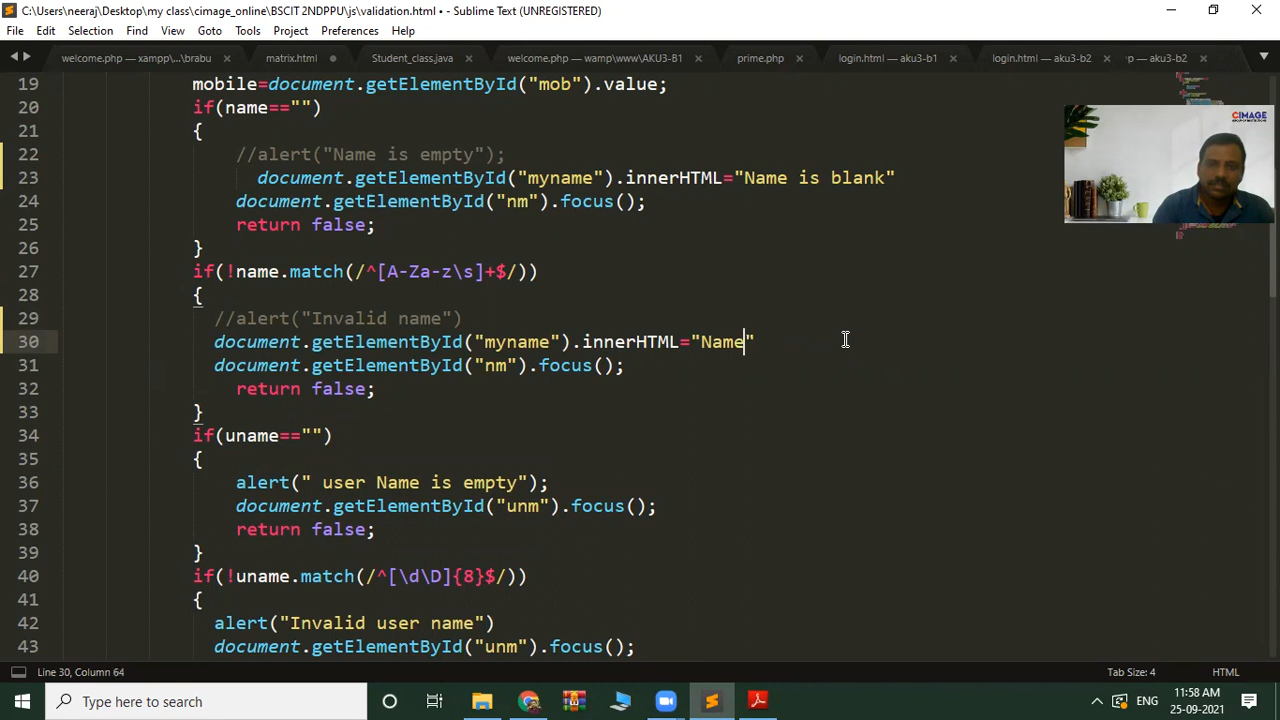 C:\Users\neeraj\Desktop\my class\cimage_online\BSCIT 2NDPPU\js\validation.html • - Sublime Text (UNREGISTERED)
File Edit Selection Find View Goto Tools Project Preferences Help
welcome.php — xampp\...\brabu × matrix.html Student_class.java × welcome.php — wamp\www\AKU3-B1 × prime.php × login.html — aku3-b1 × login.html — aku3-b2 × p — aku3-b2 ×
19 mobile=document.getElementById("mob").value;
20 if(name=="")
21 {
22 //alert("Name is empty");
23 document.getElementById("myname").innerHTML="Name is blank"
24 document.getElementById("nm").focus();
25 return false;
26 }
27 if(!name.match(/^[A-Za-z\s]+$/))
28 {
29 //alert("Invalid name")
30 document.getElementById("myname").innerHTML="Name"
31 document.getElementById("nm").focus();
32 return false;
33 }
34 if(uname=="")
35 {
36 alert(" user Name is empty");
37 document.getElementById("unm").focus();
38 return false;
39 }
40 if(!uname.match(/^[\d\D]{8}$/))
41 {
42 alert("Invalid user name")
43 document.getElementById("unm").focus();
CIMAGE
Line 30, Column 64
Tab Size: 4 HTML
Type here to search
ENG
11:58 AM
25-09-2021